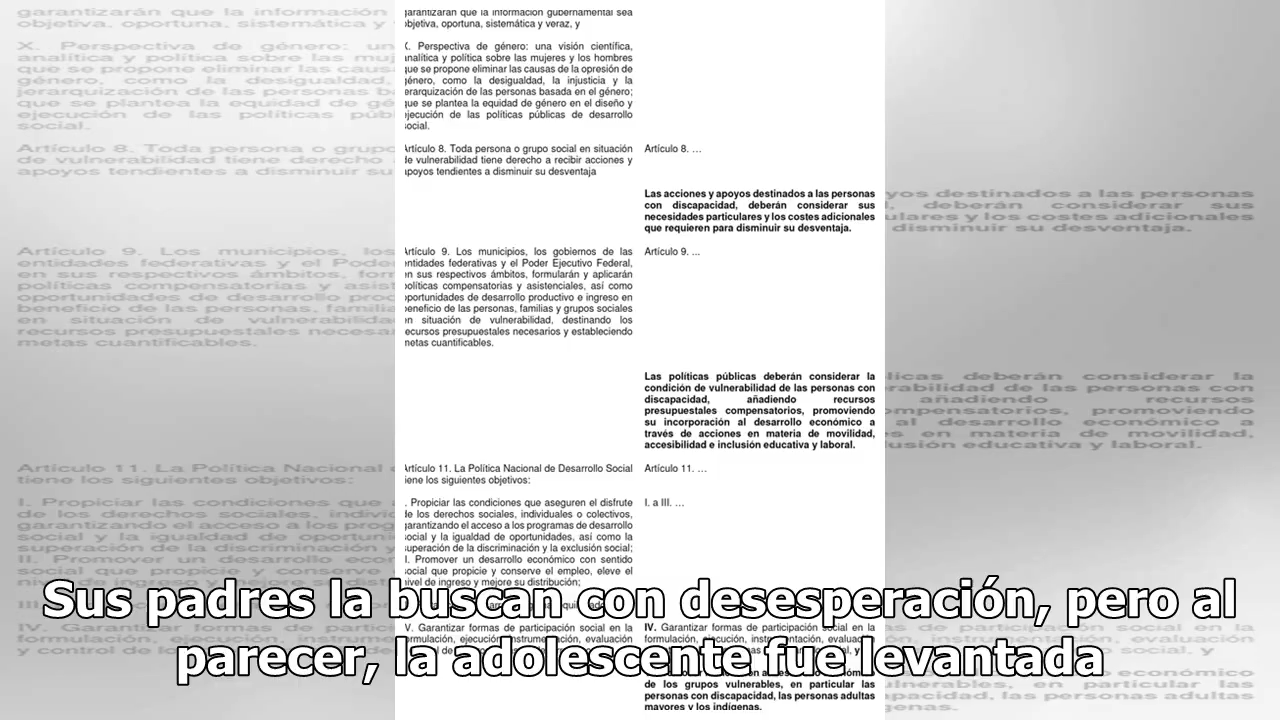 garantizarán que la información gubernamental sea
objetiva, oportuna, sistemática y veraz, y
X. Perspectiva de género: una visión científica,
analítica y política sobre las mujeres y los hombres
que se propone eliminar las causas de la opresión de
género, como la desigualdad, la injusticia y la
jerarquización de las personas basada en el género;
que se plantea la equidad de género en el diseño y
ejecución de las políticas públicas de desarrollo
social.
Artículo 8. Toda persona o grupo social en situación
de vulnerabilidad tiene derecho a recibir acciones y
apoyos tendientes a disminuir su desventaja
Artículo 8. …
Las acciones y apoyos destinados a las personas
con discapacidad, deberán considerar sus
necesidades particulares y los costes adicionales
que requieren para disminuir su desventaja.
Artículo 9. Los municipios, los gobiernos de las
entidades federativas y el Poder Ejecutivo Federal,
en sus respectivos ámbitos, formularán y aplicarán
políticas compensatorias y asistenciales, así como
oportunidades de desarrollo productivo e ingreso en
beneficio de las personas, familias y grupos sociales
en situación de vulnerabilidad, destinando los
recursos presupuestales necesarios y estableciendo
metas cuantificables.
Artículo 9. ...
Las políticas públicas deberán considerar la
condición de vulnerabilidad de las personas con
discapacidad, añadiendo recursos
presupuestales compensatorios, promoviendo
su incorporación al desarrollo económico a
través de acciones en materia de movilidad,
accesibilidad e inclusión educativa y laboral.
Artículo 11. La Política Nacional de Desarrollo Social
tiene los siguientes objetivos:
Artículo 11. …
I. Propiciar las condiciones que aseguren el disfrute
de los derechos sociales, individuales o colectivos,
garantizando el acceso a los programas de desarrollo
social y la igualdad de oportunidades, así como la
superación de la discriminación y la exclusión social;
II. Promover un desarrollo económico con sentido
social que propicie y conserve el empleo, eleve el
nivel de ingreso y mejore su distribución;
I. a III. …
IV. Garantizar formas de participación social en la
formulación, ejecución, instrumentación, evaluación
y control de los
IV. Garantizar formas de participación social en la
formulación, ejecución, instrumentación, evaluación
de los grupos vulnerables, en particular las
personas con discapacidad, las personas adultas
mayores y los indígenas.
Sus padres la buscan con desesperación, pero al
parecer, la adolescente fue levantada